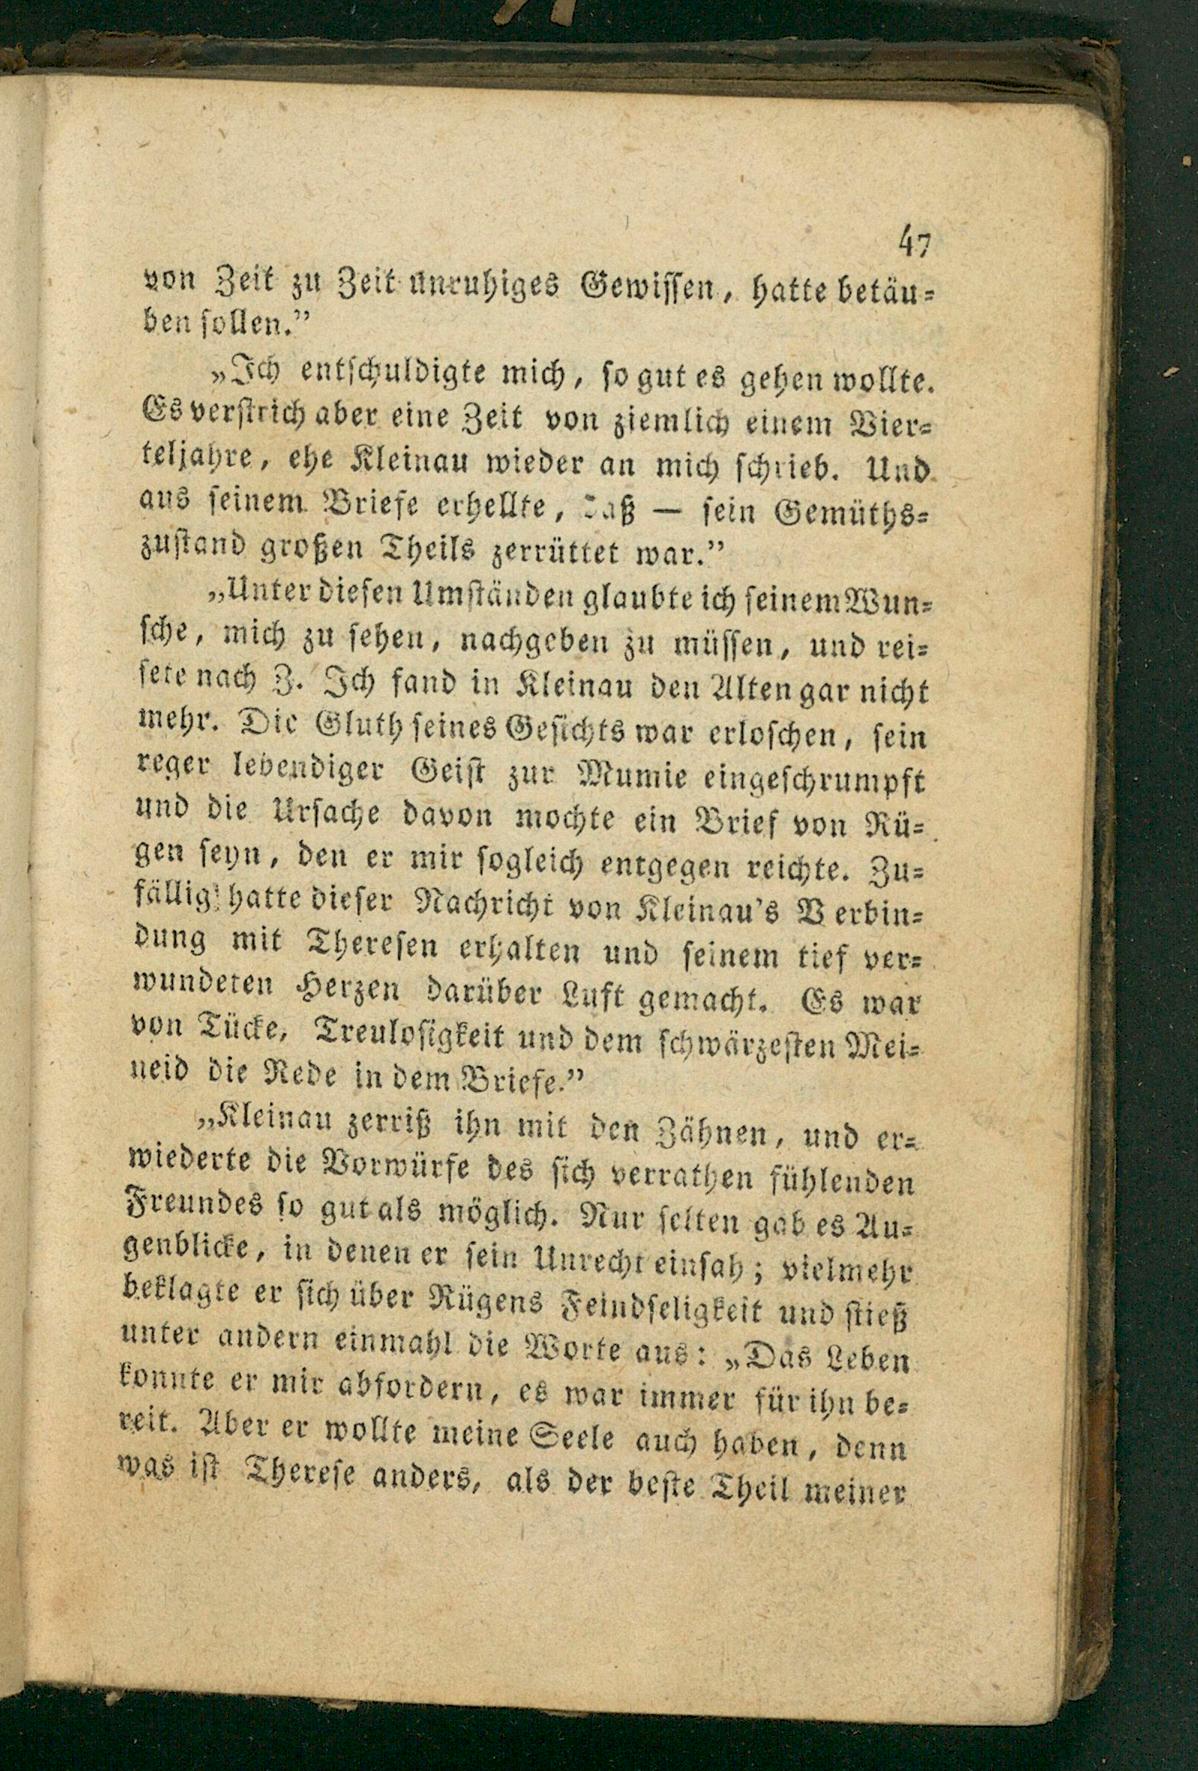 47
von Zeit zu Zeit unruhiges Gewissen, hatte betäu=
ben sollen.”
„Ich entschuldigte mich, so gut es gehen wollte.
Es verstrich aber eine Zeit von ziemlich einem Vier=
teljahre, ehe Kleinau wieder an mich schrieb. Und
aus seinem Briefe erhellte, daß — sein Gemüths=
zustand großen Theils zerrüttet war.”
„Unter diesen Umständen glaubte ich seinem Wun=
sche, mich zu sehen, nachgeben zu müssen, und rei=
sete nach Z. Ich fand in Kleinau den Alten gar nicht
mehr. Die Gluth seines Gesichts war erloschen, sein
reger lebendiger Geist zur Mumie eingeschrumpft
und die Ursache davon mochte ein Brief von Rü=
gen seyn, den er mir sogleich entgegen reichte. Zu=
fällig hatte dieser Nachricht von Kleinau's Verbin=
dung mit Theresen erhalten und seinem tief ver=
wundeten Herzen darüber Luft gemacht. Es war
von Tücke, Treulosigkeit und dem schwärzesten Mei=
neid die Rede in dem Briefe.”
„Kleinau zerriß ihn mit den Zähnen, und er=
wiederte die Vorwürfe des sich verrathen fühlenden
Freundes so gut als möglich. Nur selten gab es Au=
genblicke, in denen er sein Unrecht einsah; vielmehr
beklagte er sich über Rügens Feindseligkeit und stieß
unter andern einmahl die Worte aus: „Das Leben
konnte er mir abfordern, es war immer für ihn be=
reit. Aber er wollte meine Seele auch haben, denn
was ist Therese anders, als der beste Theil meiner